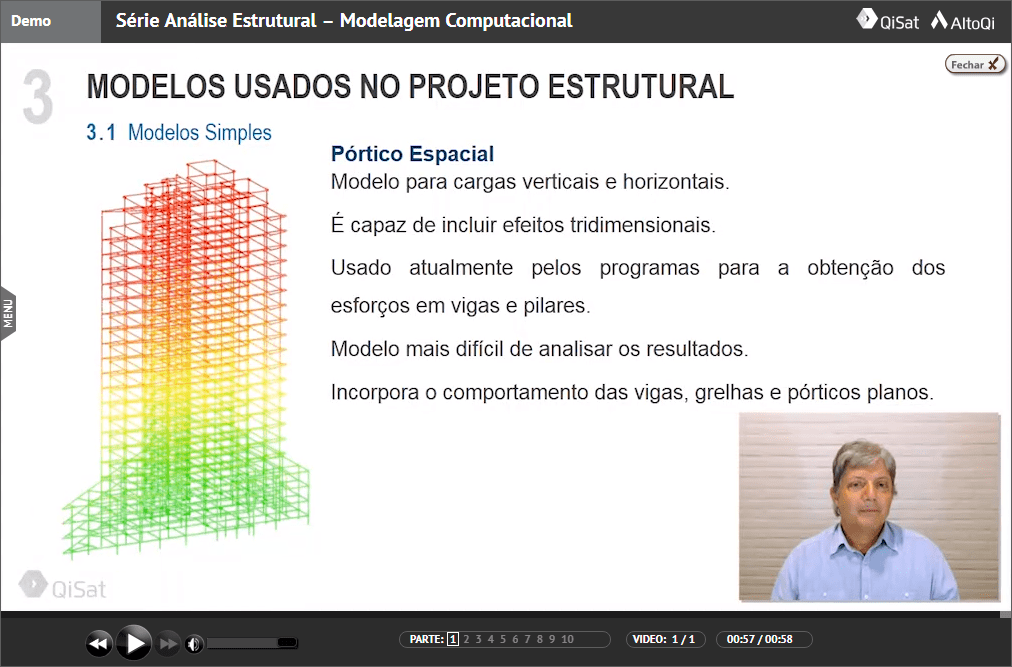 Demo
Série Análise Estrutural – Modelagem Computacional
QiSat AltoQi
Fechar
3
MODELOS USADOS NO PROJETO ESTRUTURAL
3.1 Modelos Simples
Pórtico Espacial
Modelo para cargas verticais e horizontais.
É capaz de incluir efeitos tridimensionais.
Usado atualmente pelos programas para a obtenção dos
esforços em vigas e pilares.
Modelo mais difícil de analisar os resultados.
Incorpora o comportamento das vigas, grelhas e pórticos planos.
MENU
QiSat
PARTE: 1 2 3 4 5 6 7 8 9 10
VIDEO: 1 / 1
00:57 / 00:58